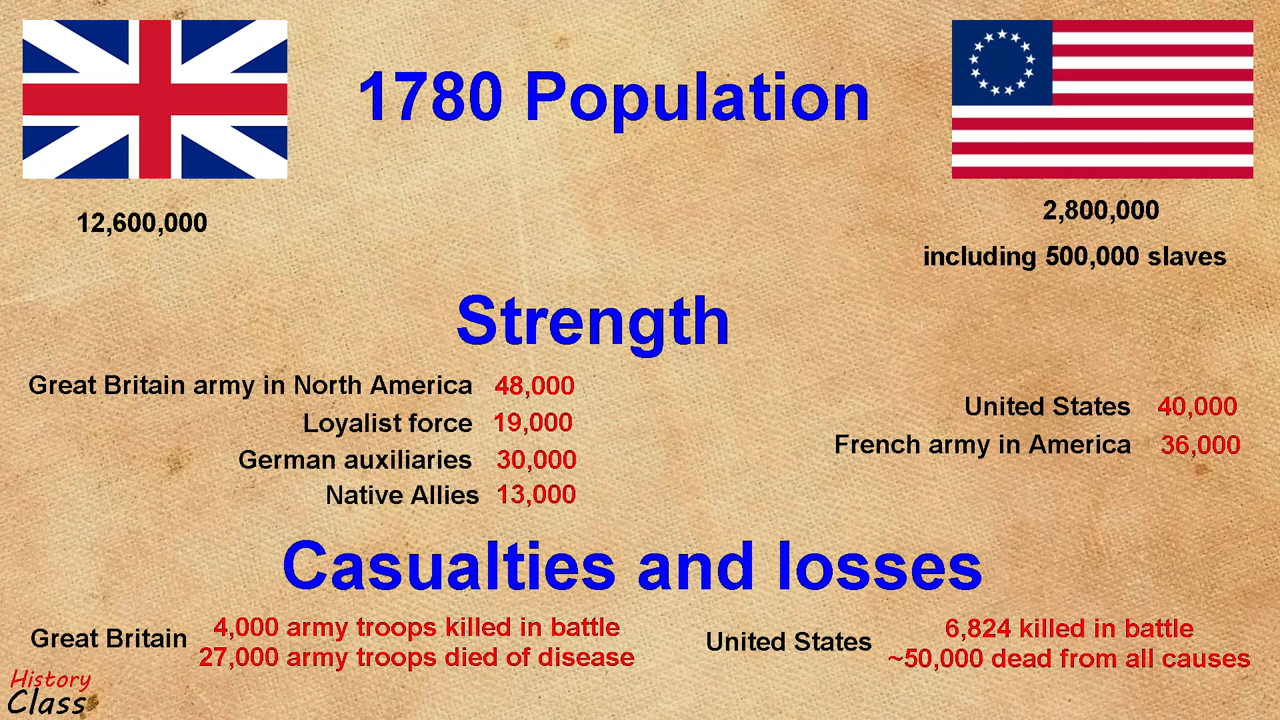 1780 Population
12,600,000
2,800,000
including 500,000 slaves
Strength
Great Britain army in North America 48,000
Loyalist force 19,000
German auxiliaries 30,000
Native Allies 13,000
United States 40,000
French army in America 36,000
Casualties and losses
Great Britain
4,000 army troops killed in battle
27,000 army troops died of disease
United States
6,824 killed in battle
~50,000 dead from all causes
History
Class